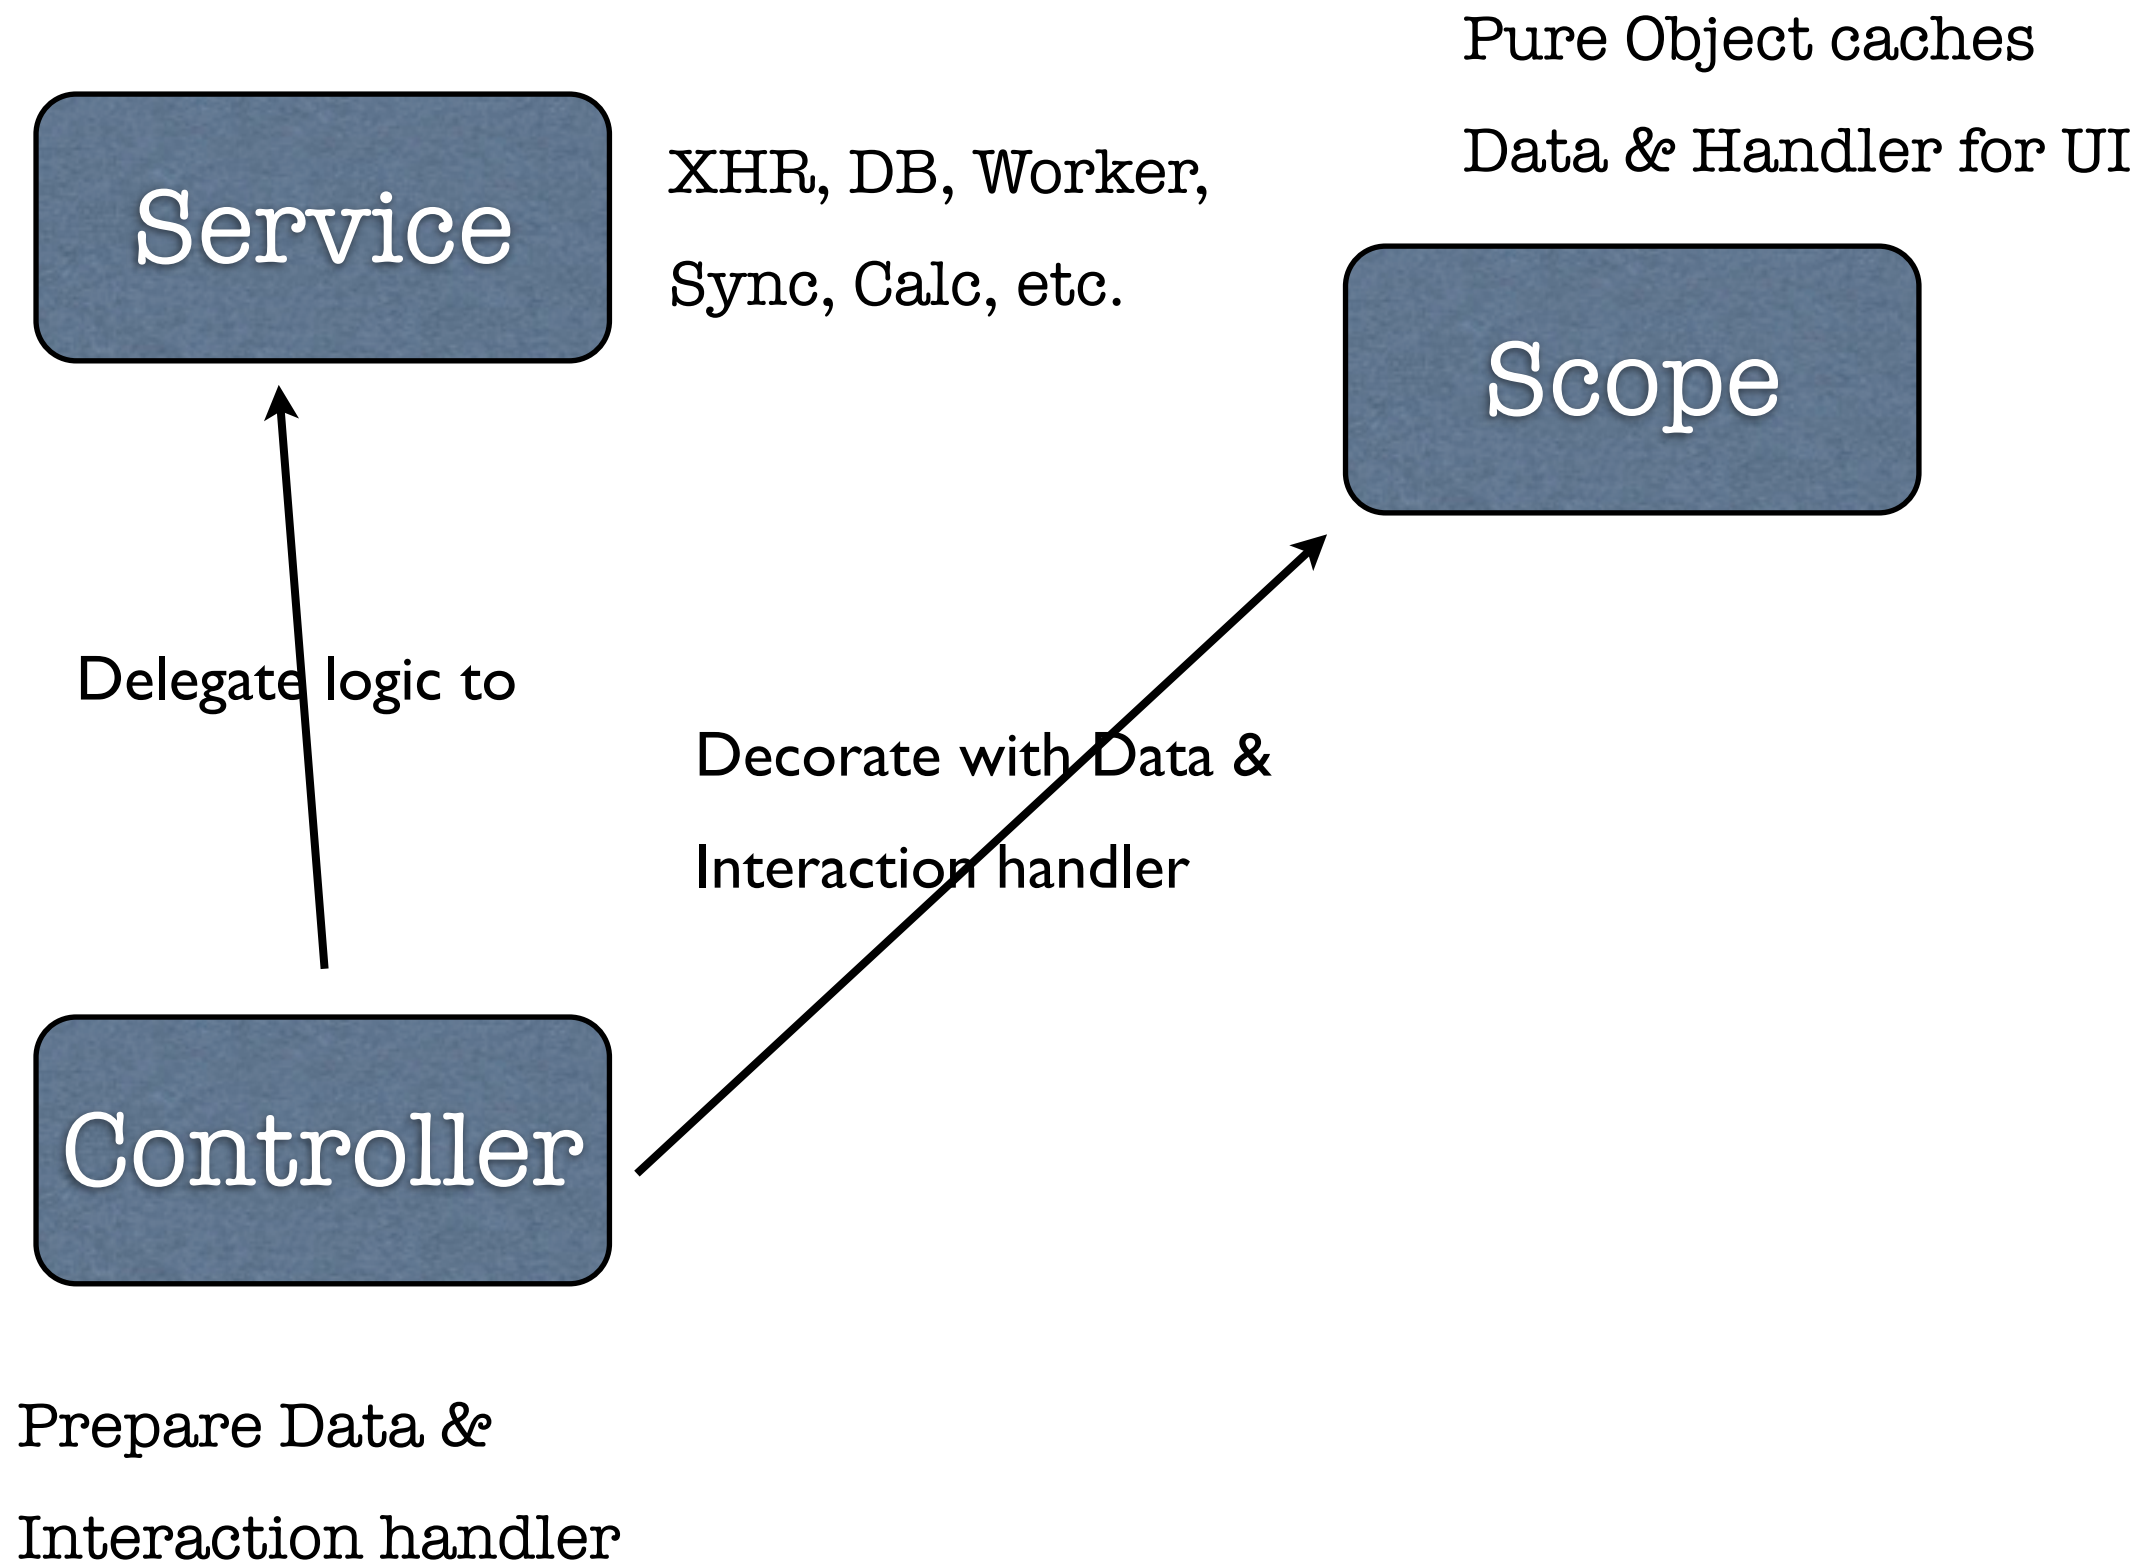 Pure Object caches
Data & Handler for UI
Service
XHR, DB, Worker,
Sync, Calc, etc.
Scope
Delegate logic to
Decorate with Data &
Interaction handler
Controller
Prepare Data &
Interaction handler